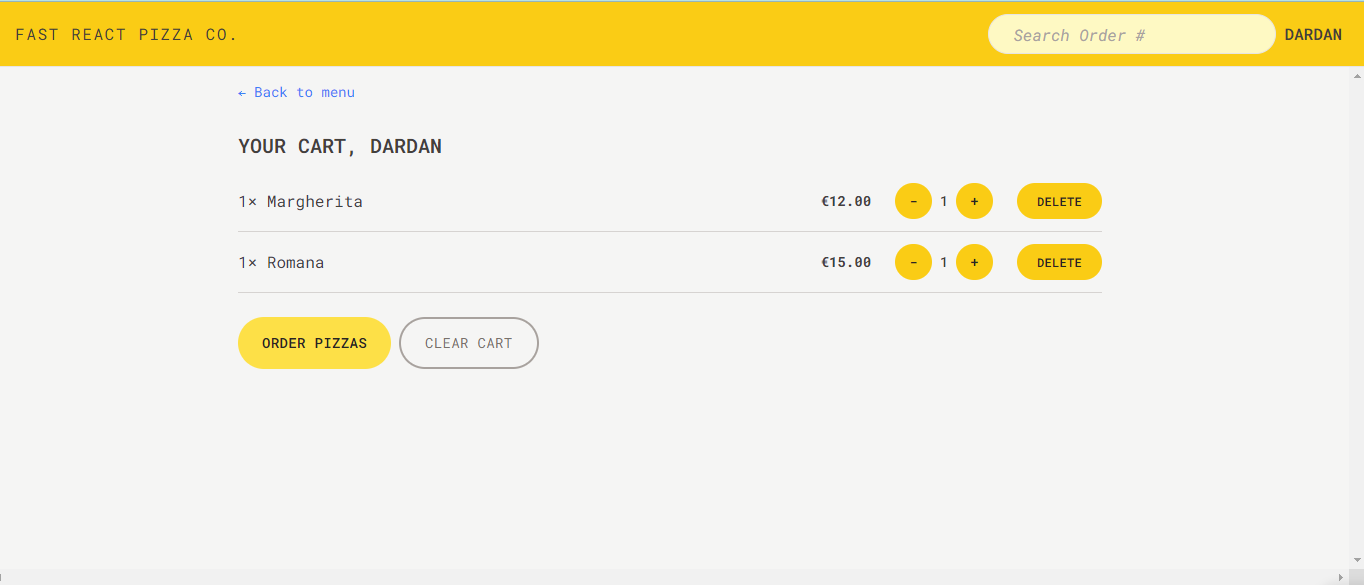 FAST REACT PIZZA CO. Search Order # DARDAN
← Back to menu
YOUR CART, DARDAN
1× Margherita €12.00 - 1 + DELETE
1× Romana €15.00 - 1 + DELETE
ORDER PIZZAS CLEAR CART